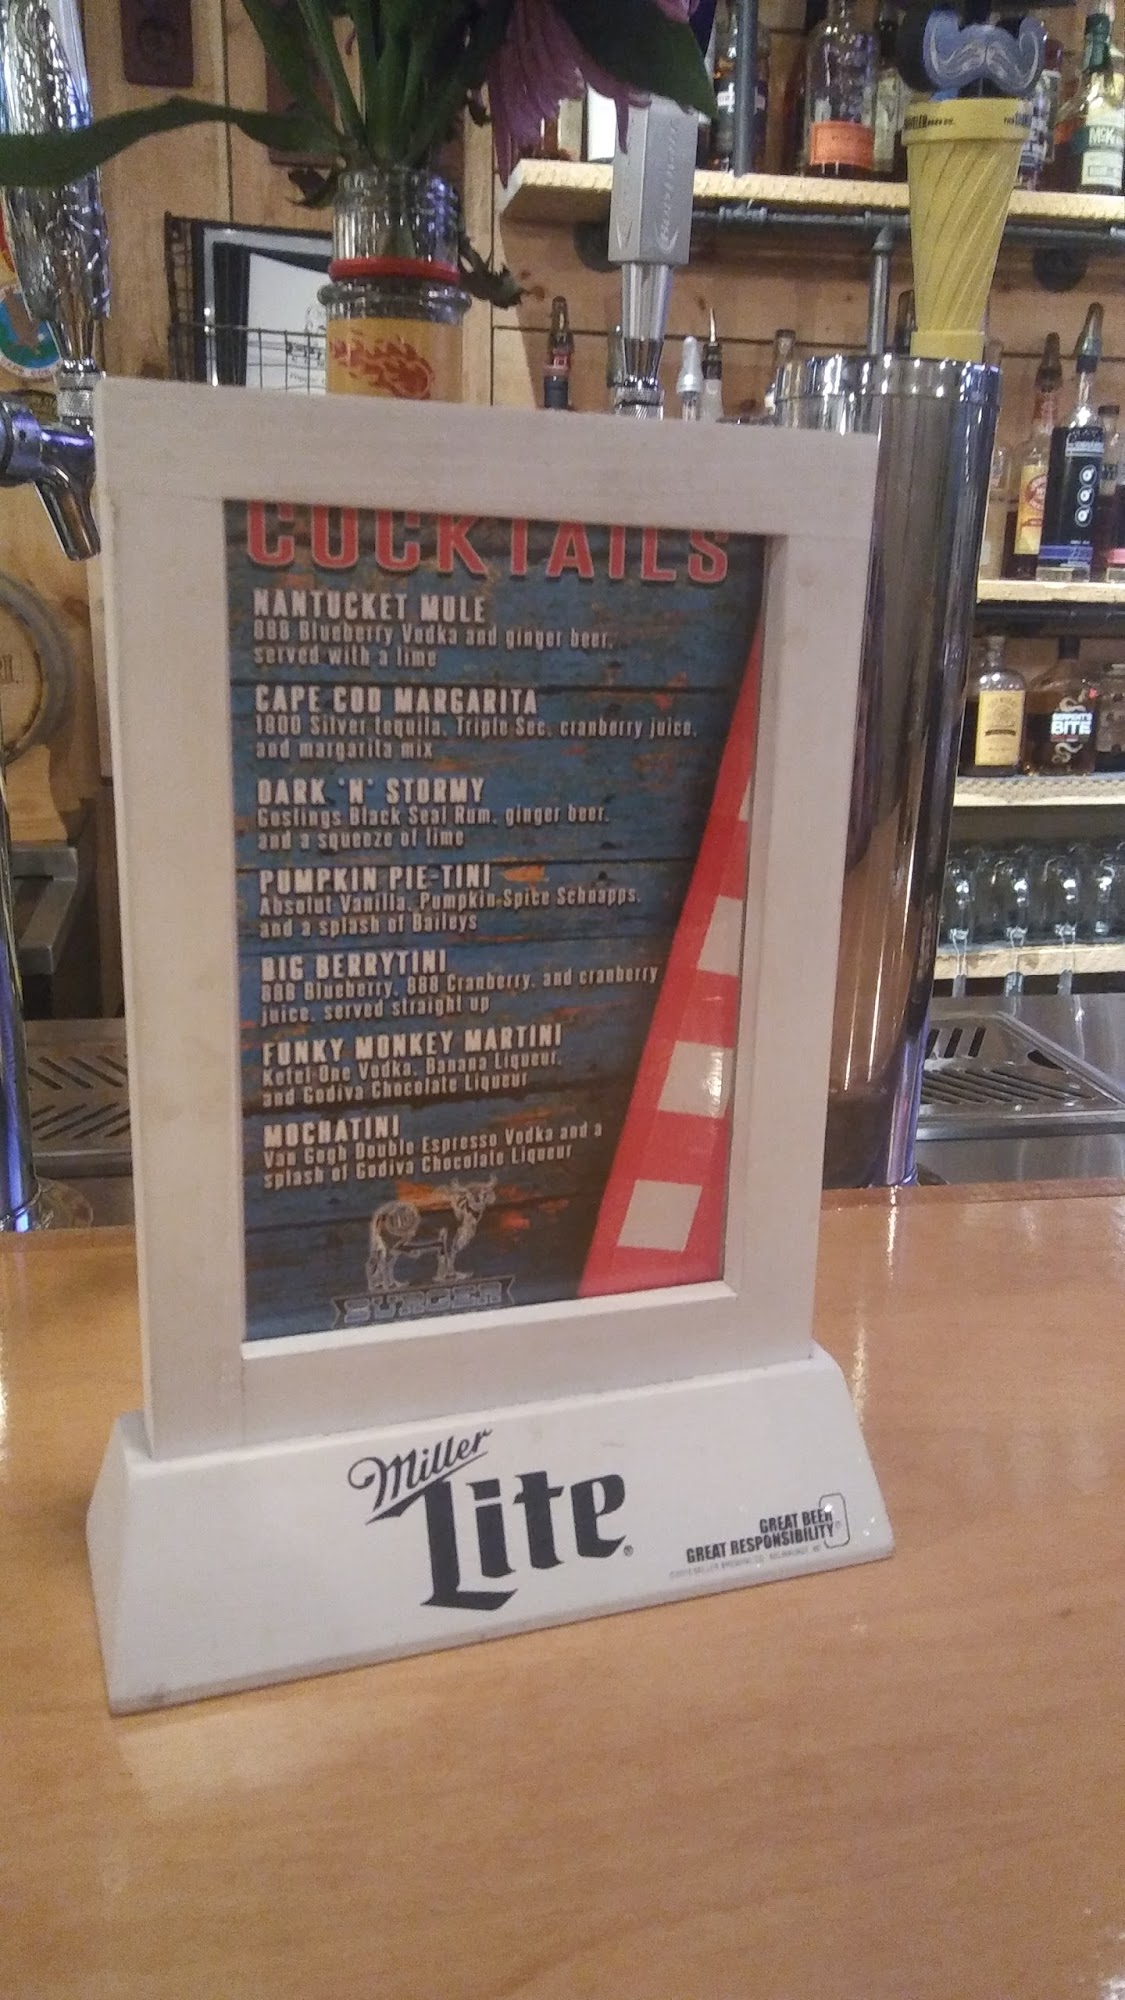 COCKTAILS
NANTUCKET MULE
888 Blueberry Vodka and ginger beer,
served with a lime
CAPE COD MARGARITA
1800 Silver tequila, Triple Sec, cranberry juice,
and margarita mix
DARK 'N' STORMY
Goslings Black Seal Rum, ginger beer,
and a squeeze of lime
PUMPKIN PIE-TINI
Absolut Vanilla, Pumpkin Spice Schnapps,
and a splash of Baileys
BIG BERRYTINI
888 Blueberry, 888 Cranberry, and cranberry
juice, served straight up
FUNKY MONKEY MARTINI
Ketel One Vodka, Banana Liqueur,
and Godiva Chocolate Liqueur
MOCHATINI
Van Gogh Double Espresso Vodka and a
splash of Godiva Chocolate Liqueur
BURGER
Miller
Lite
GREAT BEER
GREAT RESPONSIBILITY
SERPENT'S
BITE